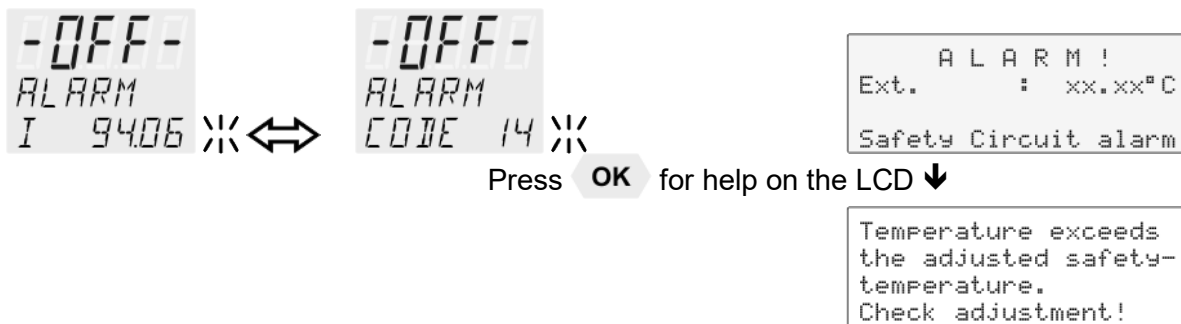 -OFF-
ALARM
I 94.06
-OFF-
ALARM
CODE 14
A L A R M !
Ext. : xx.xx°C
Safety Circuit alarm
Press OK for help on the LCD
Temperature exceeds
the adjusted safety-
temperature.
Check adjustment!